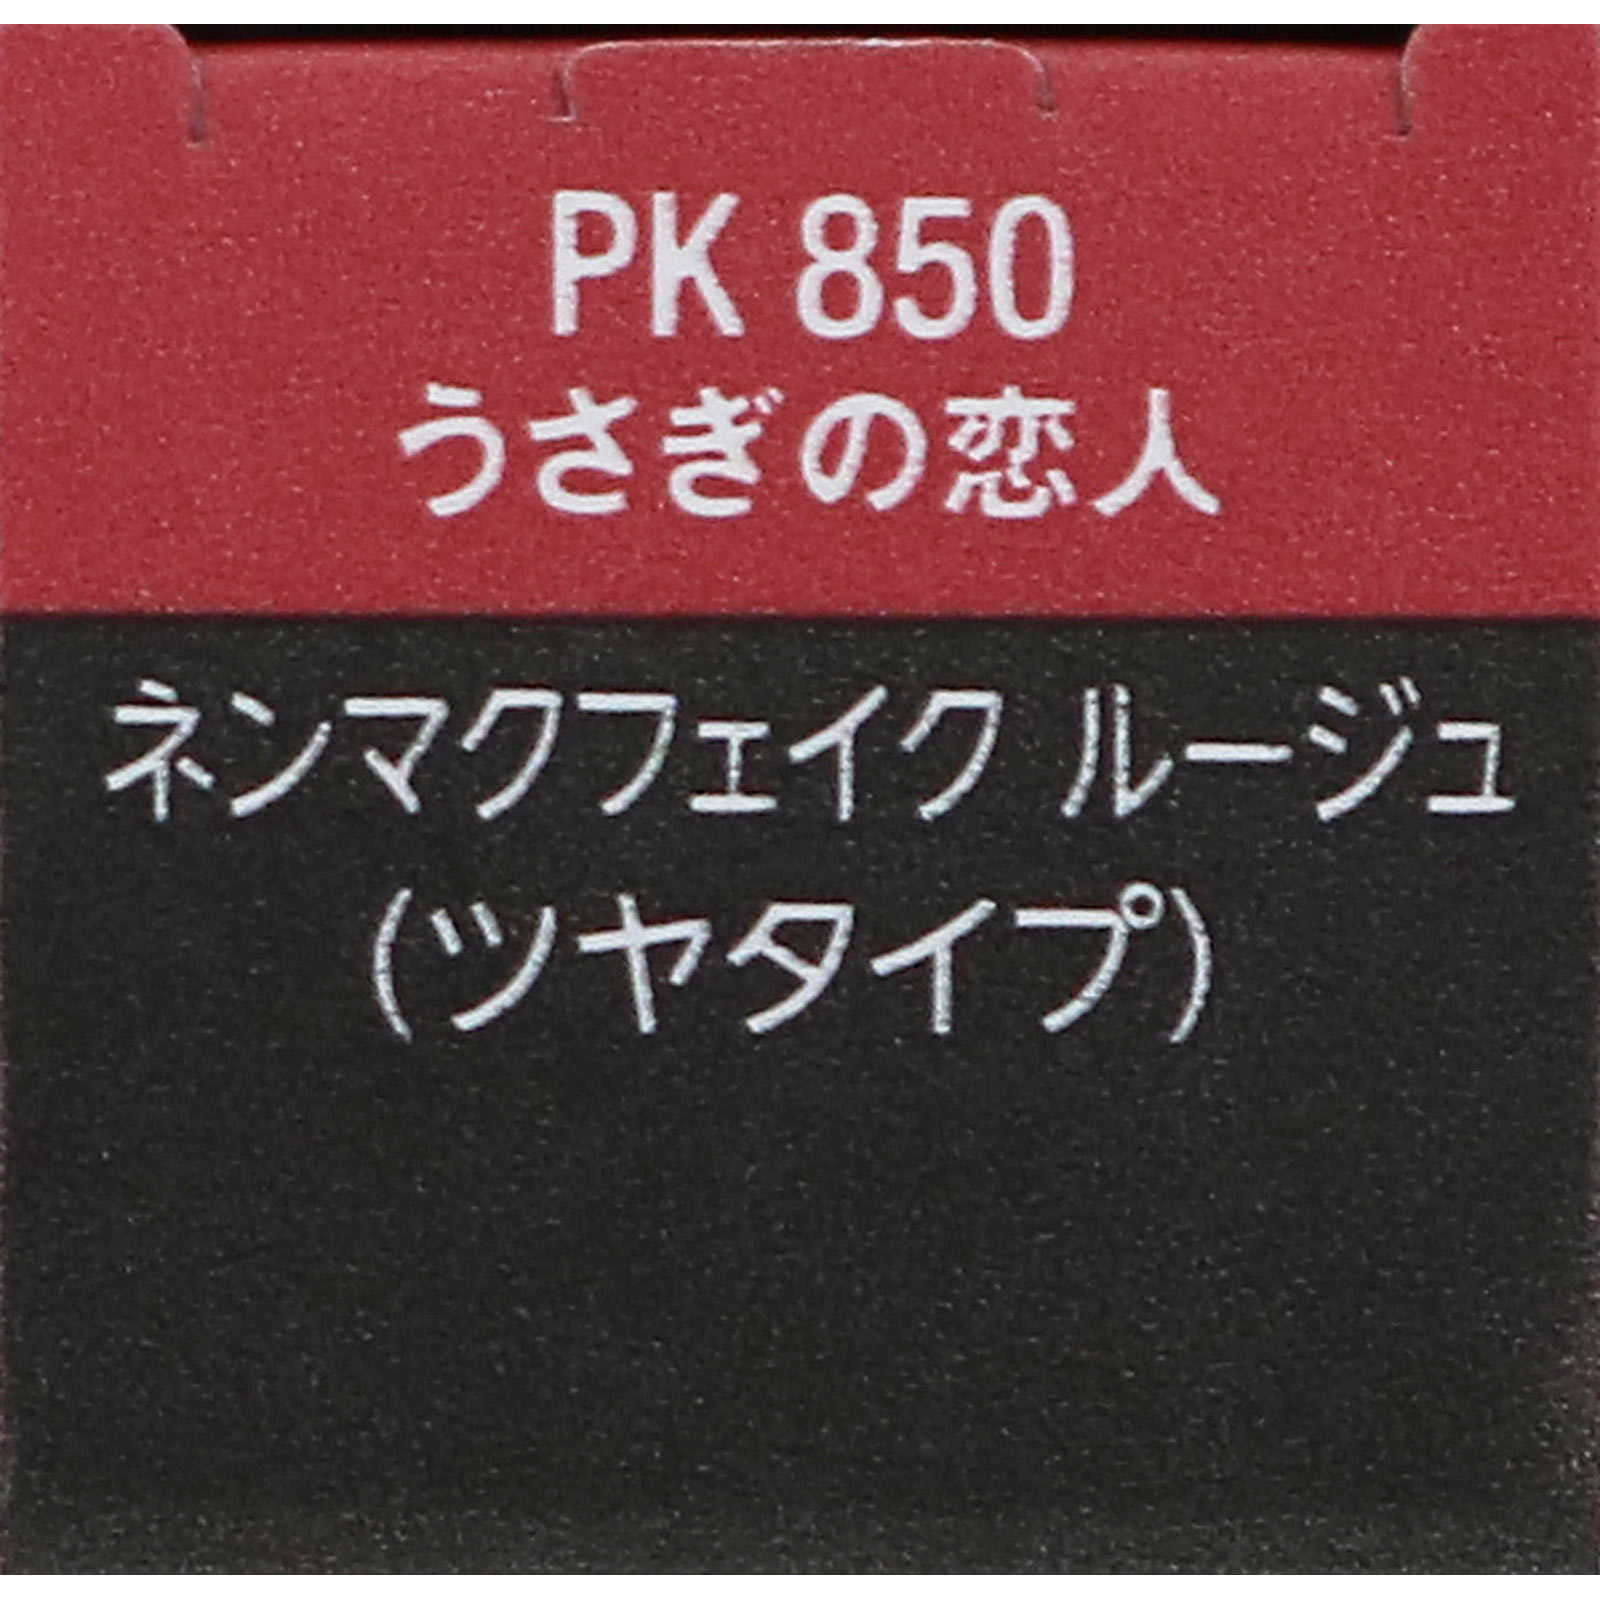 PK 850
うさぎの恋人
ネンマクフェイク ルージュ
(ツヤタイプ)